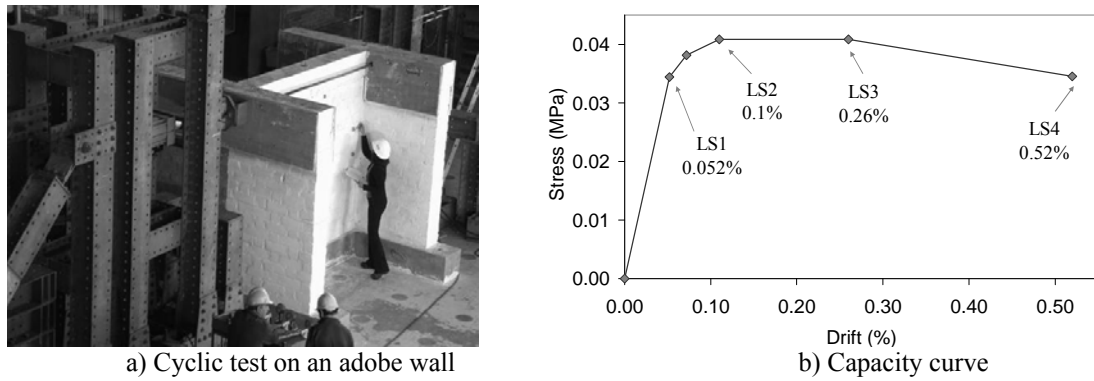 0.04
0.03
0.02
0.01
0.00
Stress (MPa)
LS1
0.052%
LS2
0.1%
LS3
0.26%
LS4
0.52%
0.00 0.10 0.20 0.30 0.40 0.50
Drift (%)
a) Cyclic test on an adobe wall
b) Capacity curve